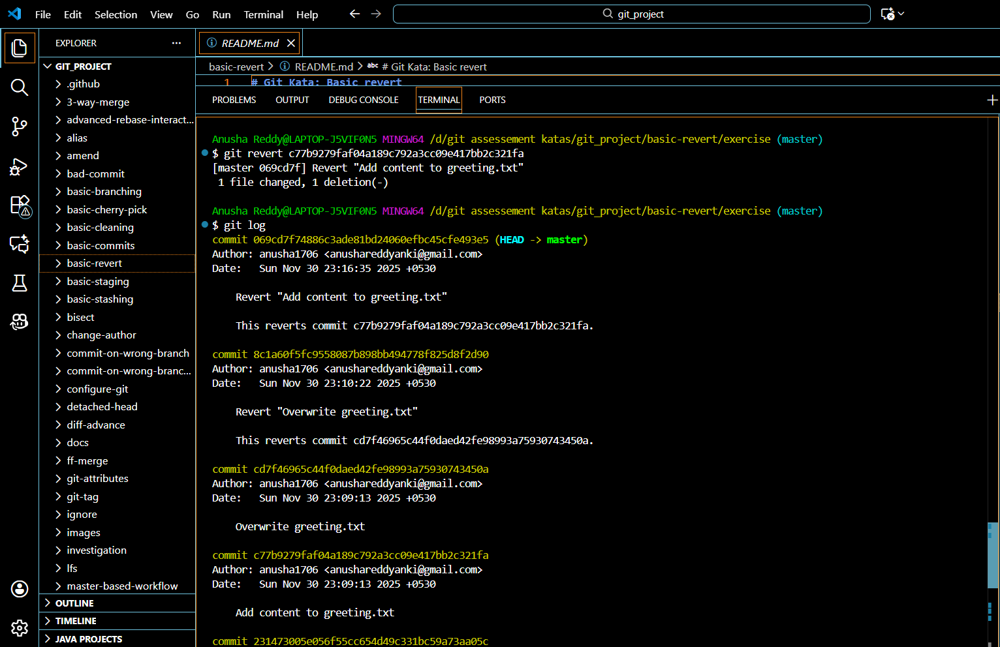 File Edit Selection View Go Run Terminal Help
git_project
EXPLORER
README.md
GIT_PROJECT
.github
3-way-merge
advanced-rebase-interact...
alias
amend
bad-commit
basic-branching
basic-cherry-pick
basic-cleaning
basic-commits
basic-revert
basic-staging
basic-stashing
bisect
change-author
commit-on-wrong-branch
commit-on-wrong-branc...
configure-git
detached-head
diff-advance
docs
ff-merge
git-attributes
git-tag
ignore
images
investigation
lfs
master-based-workflow
OUTLINE
TIMELINE
JAVA PROJECTS
basic-revert > README.md > abc # Git Kata: Basic revert
1 # Git Kata: Basic revert
PROBLEMS OUTPUT DEBUG CONSOLE TERMINAL PORTS
Anusha Reddy@LAPTOP-J5VIF0N5 MINGW64 /d/git assessement katas/git_project/basic-revert/exercise (master)
$ git revert c77b9279faf04a189c792a3cc09e417bb2c321fa
[master 069cd7f] Revert "Add content to greeting.txt"
1 file changed, 1 deletion(-)
Anusha Reddy@LAPTOP-J5VIF0N5 MINGW64 /d/git assessement katas/git_project/basic-revert/exercise (master)
$ git log
commit 069cd7f74886c3ade81bd24060efbc45cfe493e5 (HEAD -> master)
Author: anusha1706 <anushareddyanki@gmail.com>
Date:   Sun Nov 30 23:16:35 2025 +0530
Revert "Add content to greeting.txt"
This reverts commit c77b9279faf04a189c792a3cc09e417bb2c321fa.
commit 8c1a60f5fc9558087b898bb494778f825d8f2d90
Author: anusha1706 <anushareddyanki@gmail.com>
Date:   Sun Nov 30 23:10:22 2025 +0530
Revert "Overwrite greeting.txt"
This reverts commit cd7f46965c44f0daed42fe98993a75930743450a.
commit cd7f46965c44f0daed42fe98993a75930743450a
Author: anusha1706 <anushareddyanki@gmail.com>
Date:   Sun Nov 30 23:09:13 2025 +0530
Overwrite greeting.txt
commit c77b9279faf04a189c792a3cc09e417bb2c321fa
Author: anusha1706 <anushareddyanki@gmail.com>
Date:   Sun Nov 30 23:09:13 2025 +0530
Add content to greeting.txt
commit 231473005e056f55cc654d49c331bc59a73aa05c